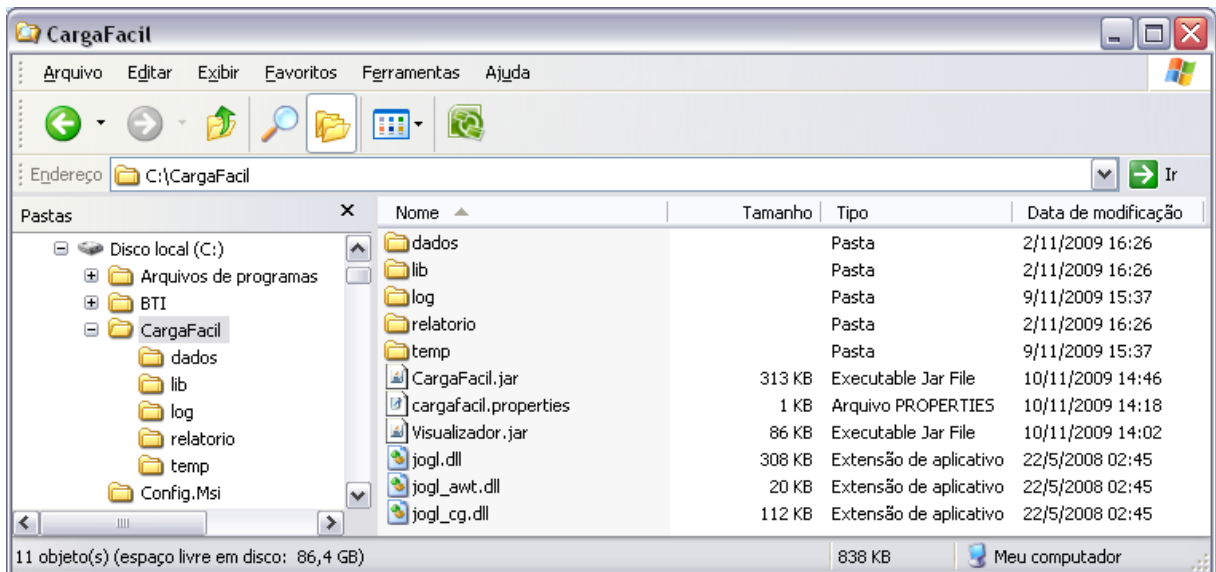 CargaFacil
Arquivo Editar Exibir Favoritos Ferramentas Ajuda
Endereço C:\CargaFacil Ir
Pastas
Disco local (C:)
Arquivos de programas
BTI
CargaFacil
dados
lib
log
relatorio
temp
Config.Msi
Nome Tamanho Tipo Data de modificação
dados Pasta 2/11/2009 16:26
lib Pasta 2/11/2009 16:26
log Pasta 9/11/2009 15:37
relatorio Pasta 2/11/2009 16:26
temp Pasta 9/11/2009 15:37
CargaFacil.jar 313 KB Executable Jar File 10/11/2009 14:46
cargafacil.properties 1 KB Arquivo PROPERTIES 10/11/2009 14:18
Visualizador.jar 86 KB Executable Jar File 10/11/2009 14:02
jogl.dll 308 KB Extensão de aplicativo 22/5/2008 02:45
jogl_awt.dll 20 KB Extensão de aplicativo 22/5/2008 02:45
jogl_cg.dll 112 KB Extensão de aplicativo 22/5/2008 02:45
11 objeto(s) (espaço livre em disco: 86,4 GB) 838 KB Meu computador